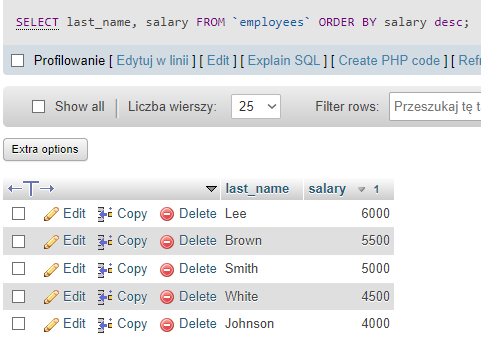 SELECT last_name, salary FROM `employees` ORDER BY salary desc;
Profilowanie [ Edytuj w linii ] [ Edit ] [ Explain SQL ] [ Create PHP code ] [ Refr
Show all Liczba wierszy: 25 Filter rows: Przeszukaj tę t
Extra options
last_name salary 1
Edit Copy Delete Lee 6000
Edit Copy Delete Brown 5500
Edit Copy Delete Smith 5000
Edit Copy Delete White 4500
Edit Copy Delete Johnson 4000